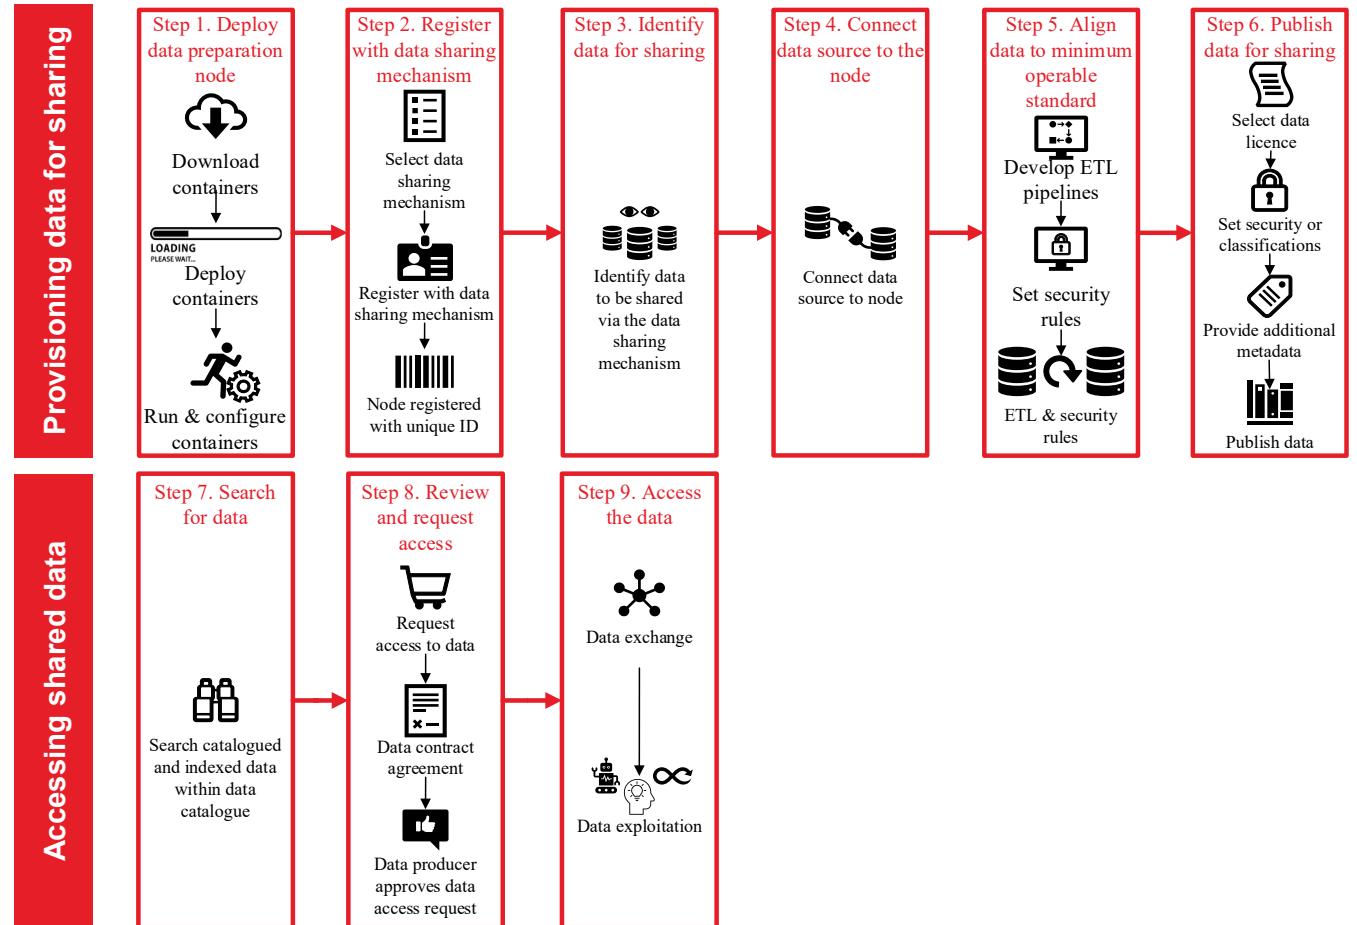 Provisioning data for sharing
Step 1. Deploy
data preparation
node
Download
containers
LOADING
PLEASE WAIT...
Deploy
containers
Run & configure
containers
Step 2. Register
with data sharing
mechanism
Select data
sharing
mechanism
Register with data
sharing mechanism
Node registered
with unique ID
Step 3. Identify
data for sharing
Identify data
to be shared
via the data
sharing
mechanism
Step 4. Connect
data source to the
node
Connect data
source to node
Step 5. Align
data to minimum
operable
standard
Develop ETL
pipelines
Set security
rules
ETL & security
rules
Step 6. Publish
data for sharing
Select data
licence
Set security or
classifications
Provide additional
metadata
Publish data
Accessing shared data
Step 7. Search
for data
Search catalogued
and indexed data
within data
catalogue
Step 8. Review
and request
access
Request
access to data
Data contract
agreement
Data producer
approves data
access request
Step 9. Access
the data
Data exchange
Data exploitation